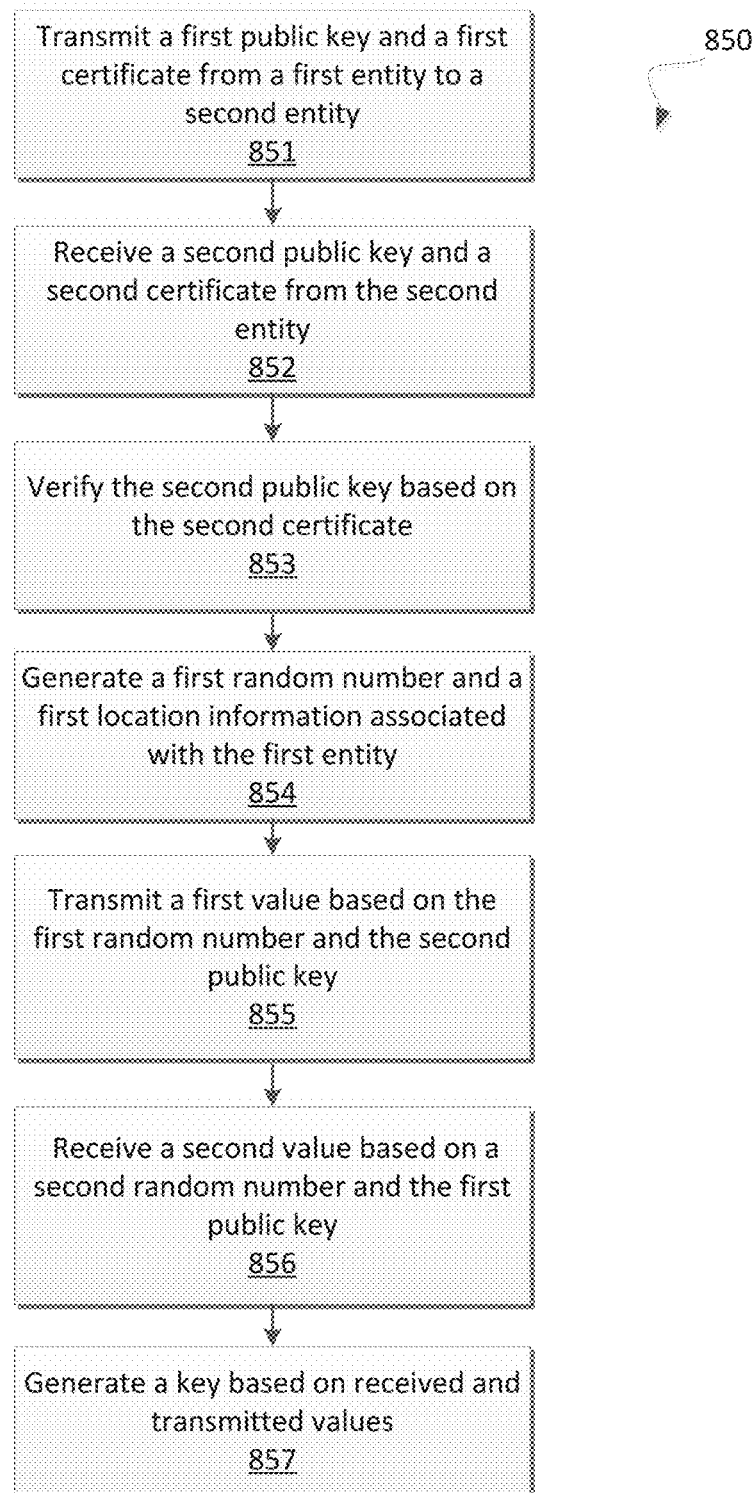 Transmit a first public key and a first
certificate from a first entity to a
second entity
851
850
Receive a second public key and a
second certificate from the second
entity
852
Verify the second public key based on
the second certificate
853
Generate a first random number and a
first location information associated
with the first entity
854
Transmit a first value based on the
first random number and the second
public key
855
Receive a second value based on a
second random number and the first
public key
856
Generate a key based on received and
transmitted values
857